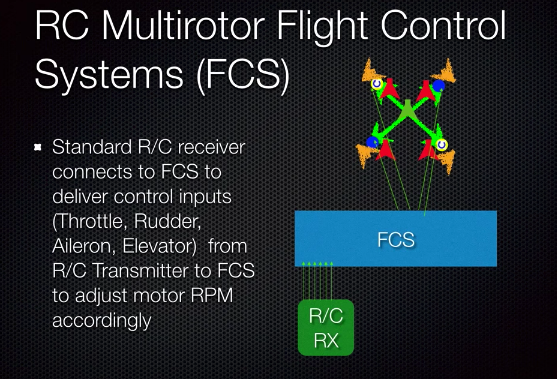 RC Multirotor Flight Control
Systems (FCS)
Standard R/C receiver
connects to FCS to
deliver control inputs
(Throttle, Rudder,
Aileron, Elevator) from
R/C Transmitter to FCS
to adjust motor RPM
accordingly
FCS
R/C
RX